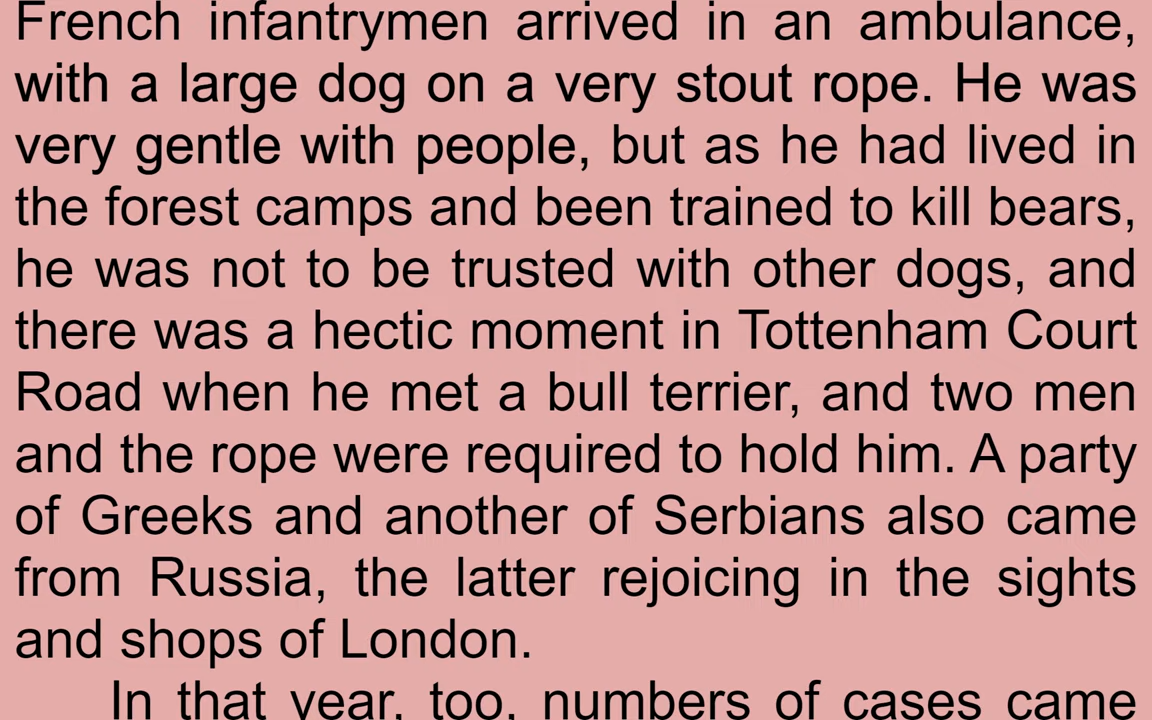 French infantrymen arrived in an ambulance,
with a large dog on a very stout rope. He was
very gentle with people, but as he had lived in
the forest camps and been trained to kill bears,
he was not to be trusted with other dogs, and
there was a hectic moment in Tottenham Court
Road when he met a bull terrier, and two men
and the rope were required to hold him. A party
of Greeks and another of Serbians also came
from Russia, the latter rejoicing in the sights
and shops of London.
In that year, too, numbers of cases came